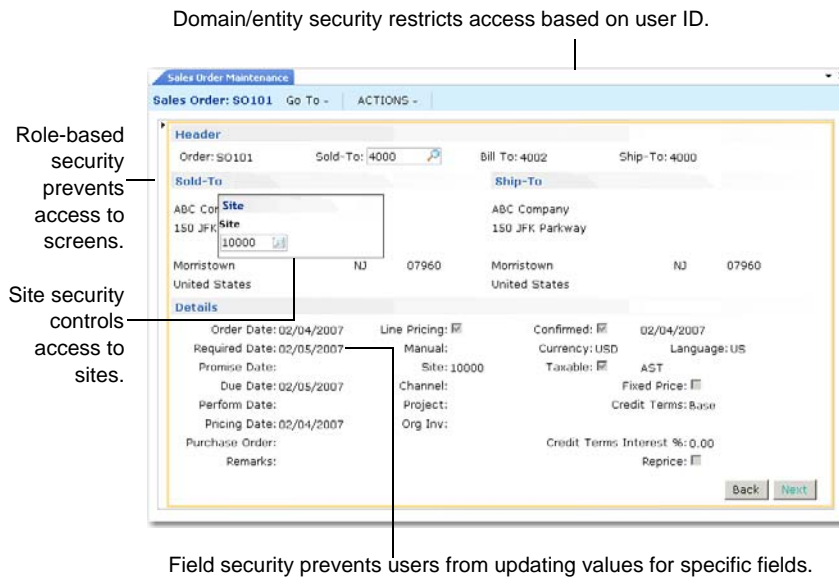 Domain/entity security restricts access based on user ID.
Sales Order Maintenance
Sales Order: SO101 Go To - ACTIONS -
Role-based
security
prevents
access to
screens.
Header
Order: SO101 Sold-To: 4000 Bill To: 4002 Ship-To: 4000
Sold-To Ship-To
ABC Site ABC Company
150 JFK Site 150 JFK Parkway
10000
Morristown NJ 07960 Morristown NJ 07960
United States United States
Site security
controls
access to
sites.
Details
Order Date: 02/04/2007 Line Pricing: Confirmed: 02/04/2007
Required Date: 02/05/2007 Manual: Currency: USD Language: US
Promise Date: Site: 10000 Taxable: AST
Due Date: 02/05/2007 Channel: Fixed Price:
Perform Date: Project: Credit Terms: Base
Pricing Date: 02/04/2007 Org Inv:
Purchase Order: Credit Terms Interest %: 0.00
Remarks: Reprice:
Back Next
Field security prevents users from updating values for specific fields.